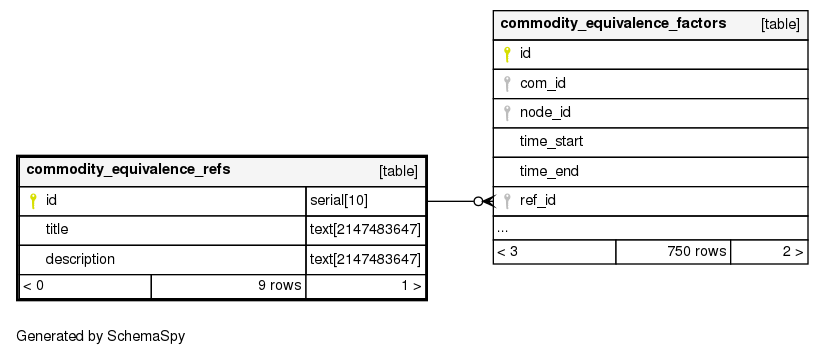 commodity_equivalence_factors [table]
id
com_id
node_id
time_start
time_end
ref_id
...
< 3 750 rows 2 >
commodity_equivalence_refs [table]
id serial[10]
title text[2147483647]
description text[2147483647]
< 0 9 rows 1 >
Generated by SchemaSpy